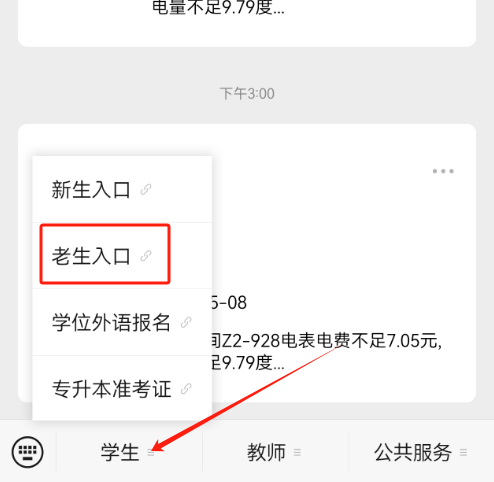 电量不足9.79度...
下午3:00
新生入口
老生入口
5-08
学位外语报名
间Z2-928电表电费不足7.05元,
足9.79度...
专升本准考证
学生
教师
公共服务